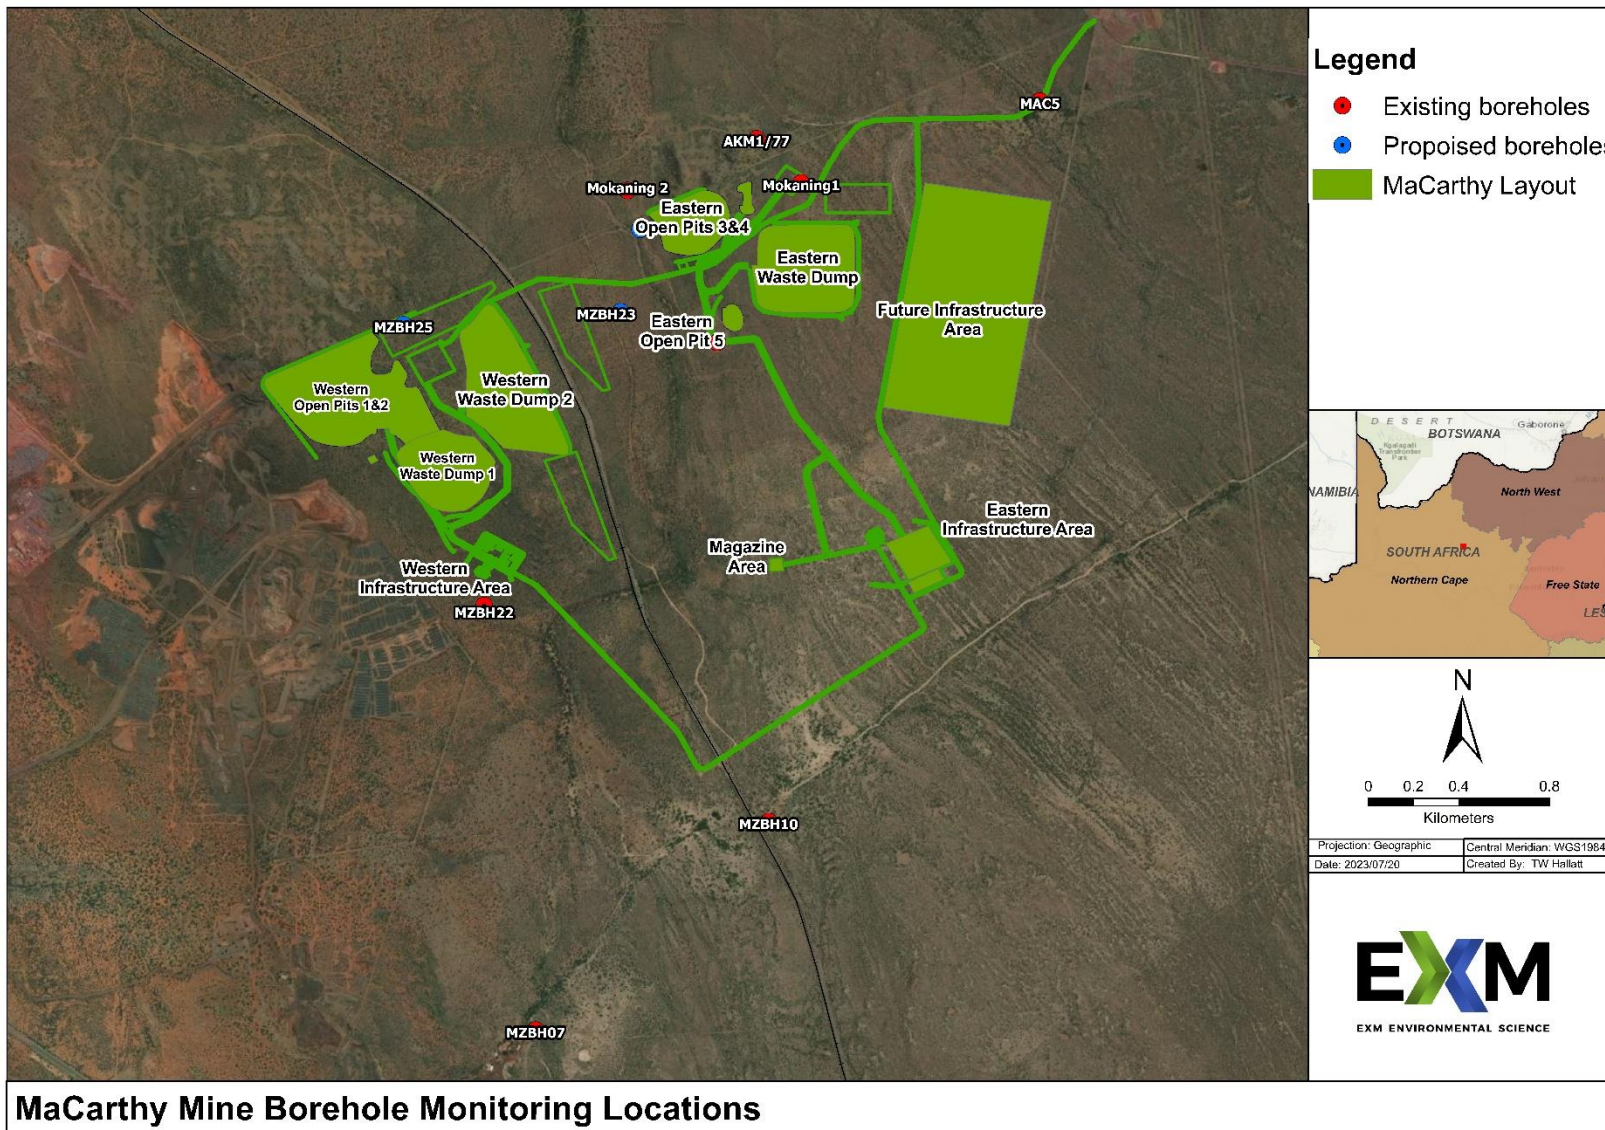 MAC5
AKM1/77
Mokaning 2
Mokaning1
Eastern
Open Pits 3&4
Eastern
Waste Dump
Future Infrastructure
Area
MZBH23
Eastern
Open Pit 5
MZBH25
Western
Open Pits 1&2
Western
Waste Dump 2
Western
Waste Dump 1
Eastern
Infrastructure Area
Magazine
Area
Western
Infrastructure Area
MZBH22
MZBH10
MZBH07
Legend
Existing boreholes
Propoised boreholes
MaCarthy Layout
DESERT
BOTSWANA
Gaborone
Kgalagadi
Transfrontier
Park
NAMIBIA
North West
SOUTH AFRICA
Northern Cape
Free State
LES
N
0 0.2 0.4 0.8
Kilometers
Projection: Geographic
Central Meridian: WGS1984
Date: 2023/07/20
Created By: TW Hallatt
EXM
EXM ENVIRONMENTAL SCIENCE
MaCarthy Mine Borehole Monitoring Locations